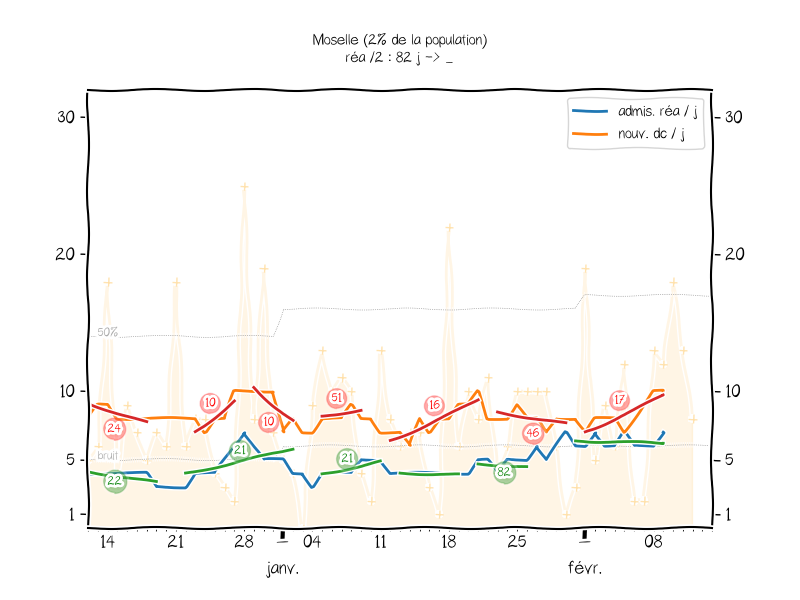 Moselle (2% de la population)
réa /2 : 82 j -> _
admis. réa / j
nouv. dc / j
30 30
20 20
50%
10 10
bruit
5 5
1 1
24
10
10
51
16
46
17
22
21
21
82
14 21 28 04 11 18 25 08
janv. févr.